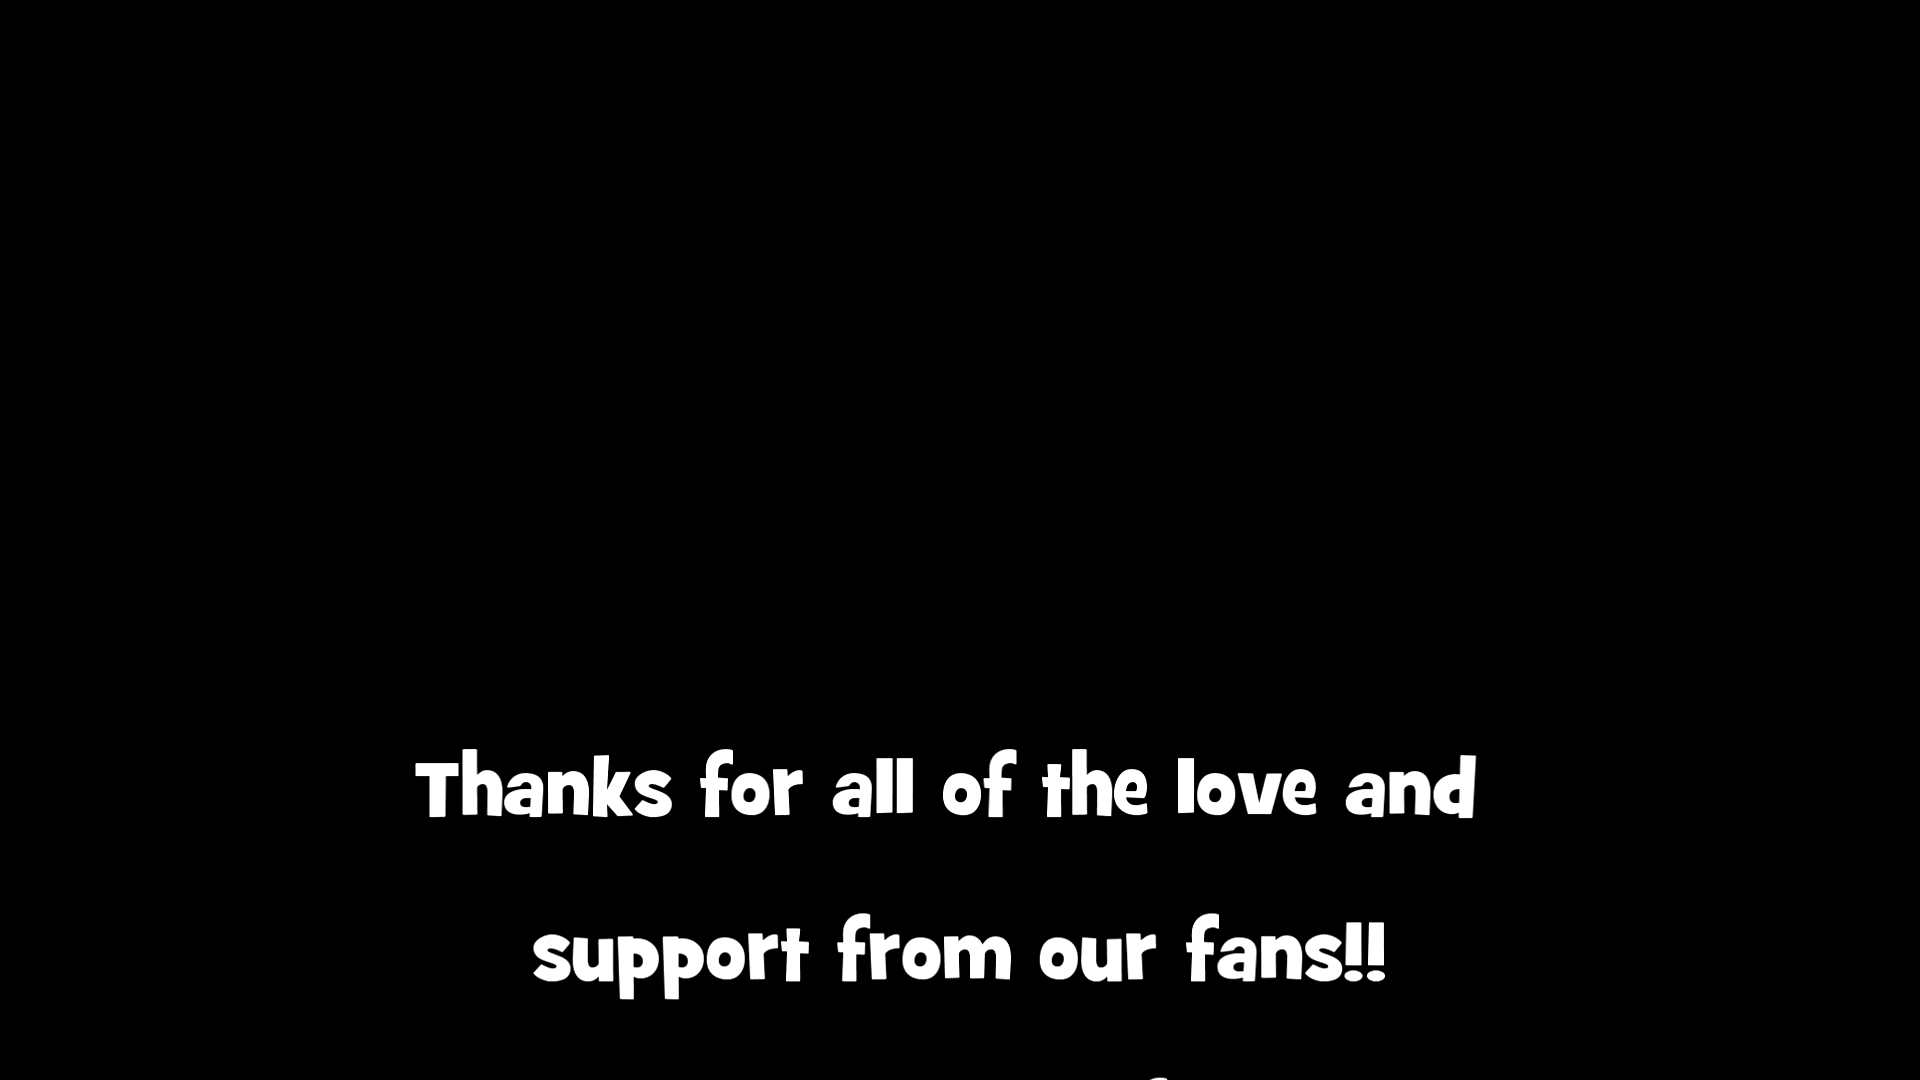 Thanks for all of the love and
support from our fans!!